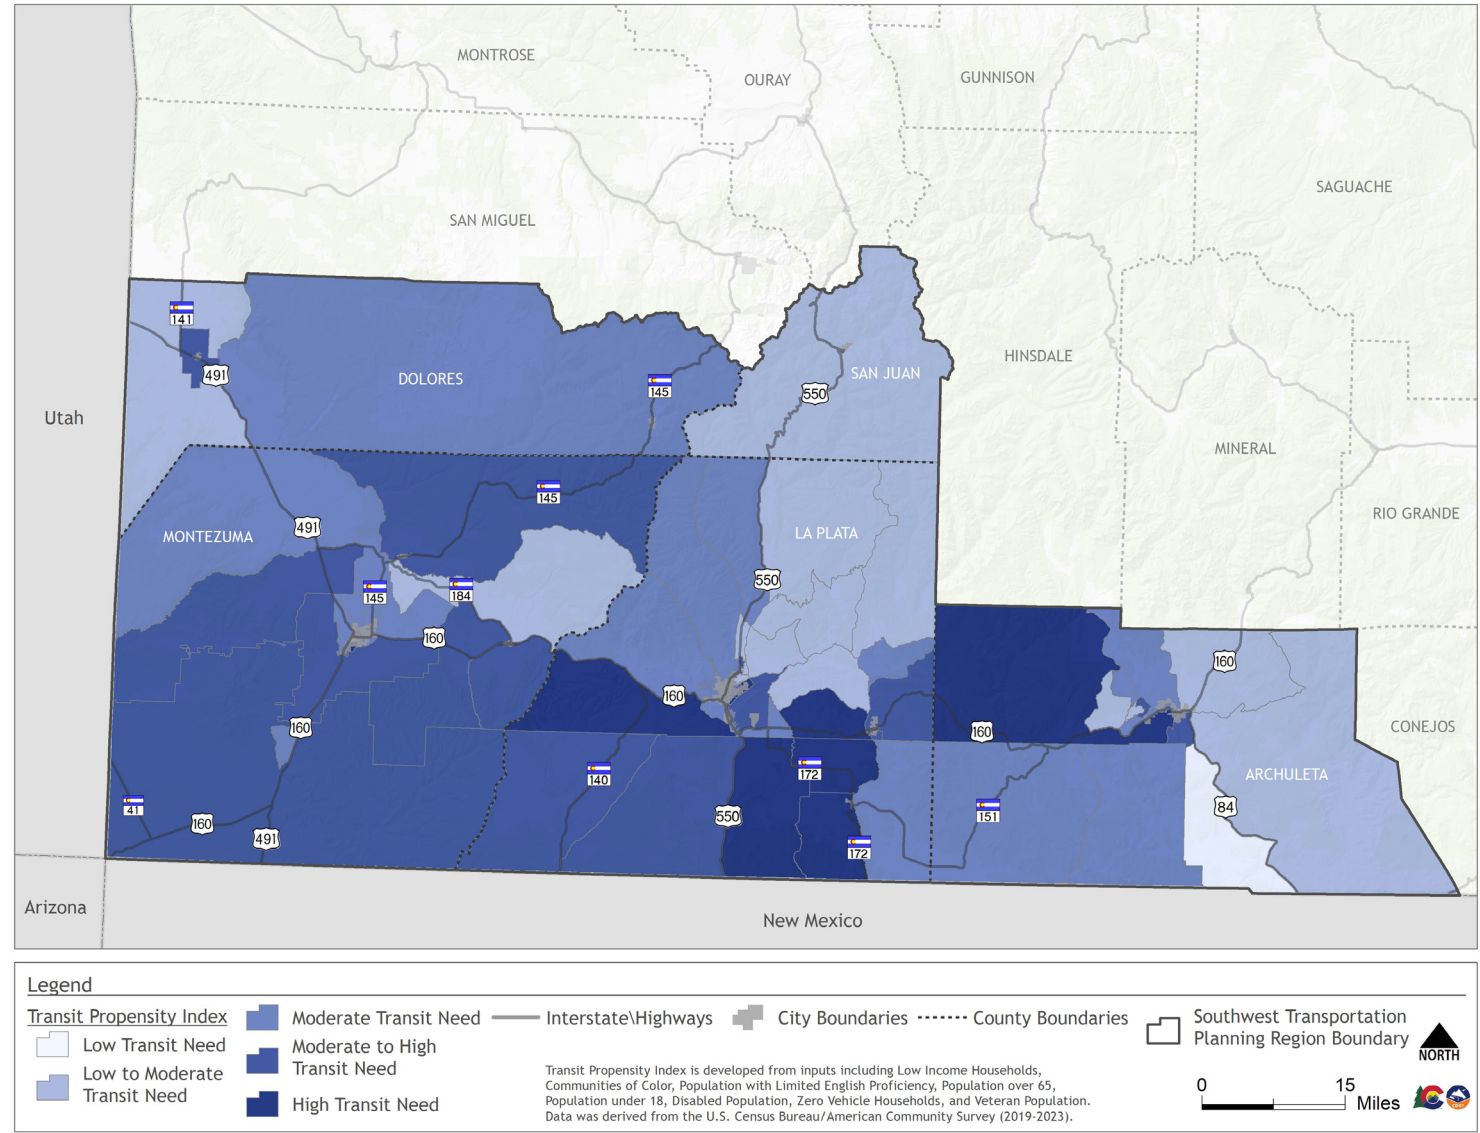 MONTROSE
OURAY
GUNNISON
SAGUACHE
SAN MIGUEL
141
HINSDALE
491
DOLORES
145
SAN JUAN
550
Utah
MINERAL
145
RIO GRANDE
491
MONTEZUMA
LA PLATA
550
145
184
160
160
160
160
160
CONEJOS
172
140
ARCHULETA
41
160
491
550
151
84
172
Arizona
New Mexico
Legend
Transit Propensity Index
Low Transit Need
Low to Moderate
Transit Need
Moderate Transit Need
Moderate to High
Transit Need
High Transit Need
Interstate\Highways
City Boundaries
County Boundaries
Southwest Transportation
Planning Region Boundary
NORTH
Transit Propensity Index is developed from inputs including Low Income Households,
Communities of Color, Population with Limited English Proficiency, Population over 65,
Population under 18, Disabled Population, Zero Vehicle Households, and Veteran Population.
Data was derived from the U.S. Census Bureau/American Community Survey (2019-2023).
0 15
Miles